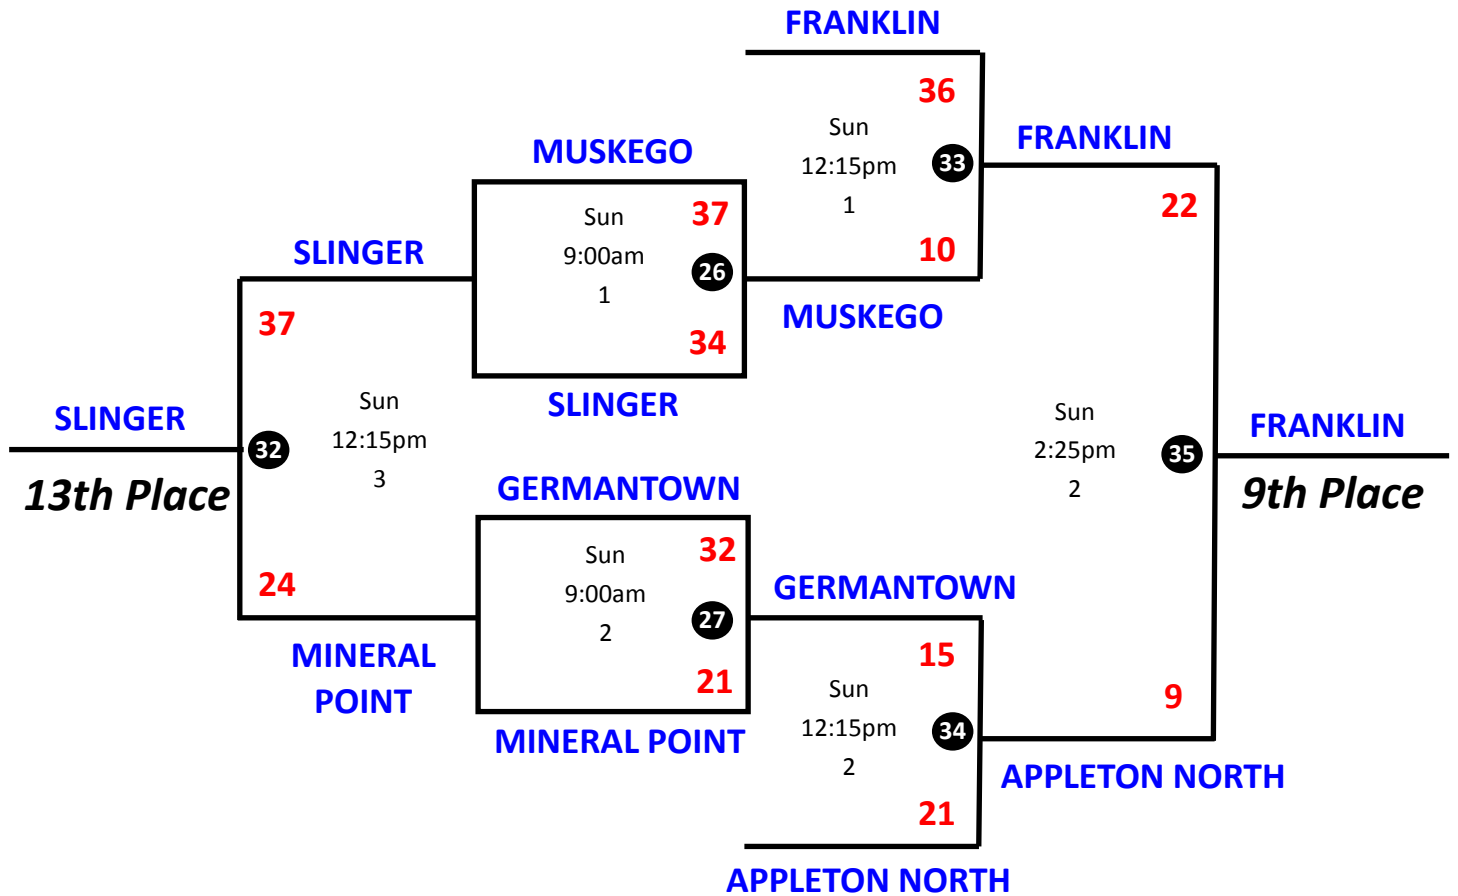 FRANKLIN
36
Sun
12:15pm
1
33
10
FRANKLIN
MUSKEGO
Sun
9:00am
1
37
26
34
SLINGER
MUSKEGO
SLINGER
37
Sun
12:15pm
3
32
24
SLINGER
13th Place
22
Sun
2:25pm
2
35
9
FRANKLIN
9th Place
GERMANTOWN
Sun
9:00am
2
32
27
21
MINERAL
POINT
MINERAL POINT
GERMANTOWN
15
Sun
12:15pm
2
34
21
APPLETON NORTH
APPLETON NORTH